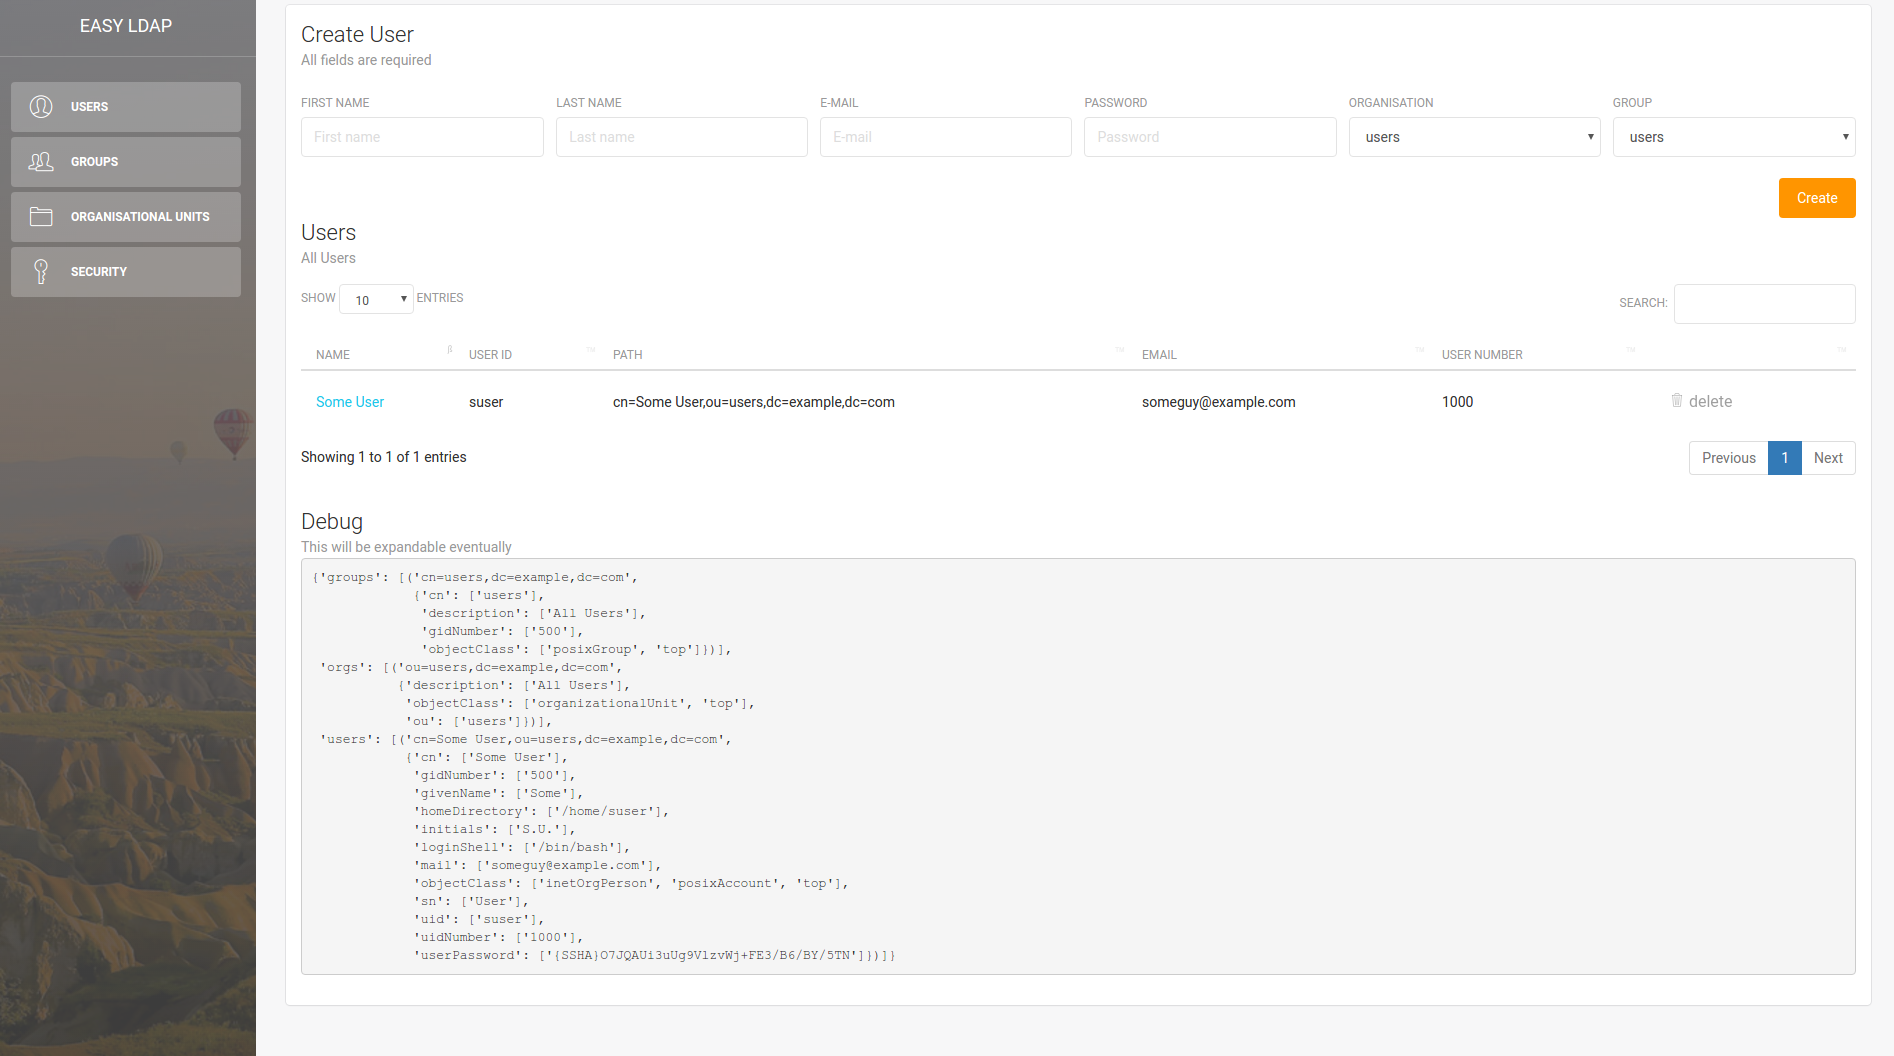 EASY LDAP
USERS
GROUPS
ORGANISATIONAL UNITS
SECURITY
Create User
All fields are required
FIRST NAME LAST NAME E-MAIL PASSWORD ORGANISATION GROUP
First name Last name E-mail Password users users
Create
Users
All Users
SHOW 10 ENTRIES SEARCH:
NAME β USER ID ™ PATH ™ EMAIL ™ USER NUMBER ™ ™
Some User suser cn=Some User,ou=users,dc=example,dc=com someguy@example.com 1000 delete
Showing 1 to 1 of 1 entries Previous 1 Next
Debug
This will be expandable eventually
{'groups': [('cn=users,dc=example,dc=com',
{'cn': ['users'],
'description': ['All Users'],
'gidNumber': ['500'],
'objectClass': ['posixGroup', 'top']})],
'orgs': [('ou=users,dc=example,dc=com',
{'description': ['All Users'],
'objectClass': ['organizationalUnit', 'top'],
'ou': ['users']})],
'users': [('cn=Some User,ou=users,dc=example,dc=com',
{'cn': ['Some User'],
'gidNumber': ['500'],
'givenName': ['Some'],
'homeDirectory': ['/home/suser'],
'initials': ['S.U.'],
'loginShell': ['/bin/bash'],
'mail': ['someguy@example.com'],
'objectClass': ['inetOrgPerson', 'posixAccount', 'top'],
'sn': ['User'],
'uid': ['suser'],
'uidNumber': ['1000'],
'userPassword': ['{SSHA}O7JQAUi3uUg9VlzvWj+FE3/B6/BY/5TN']})]}